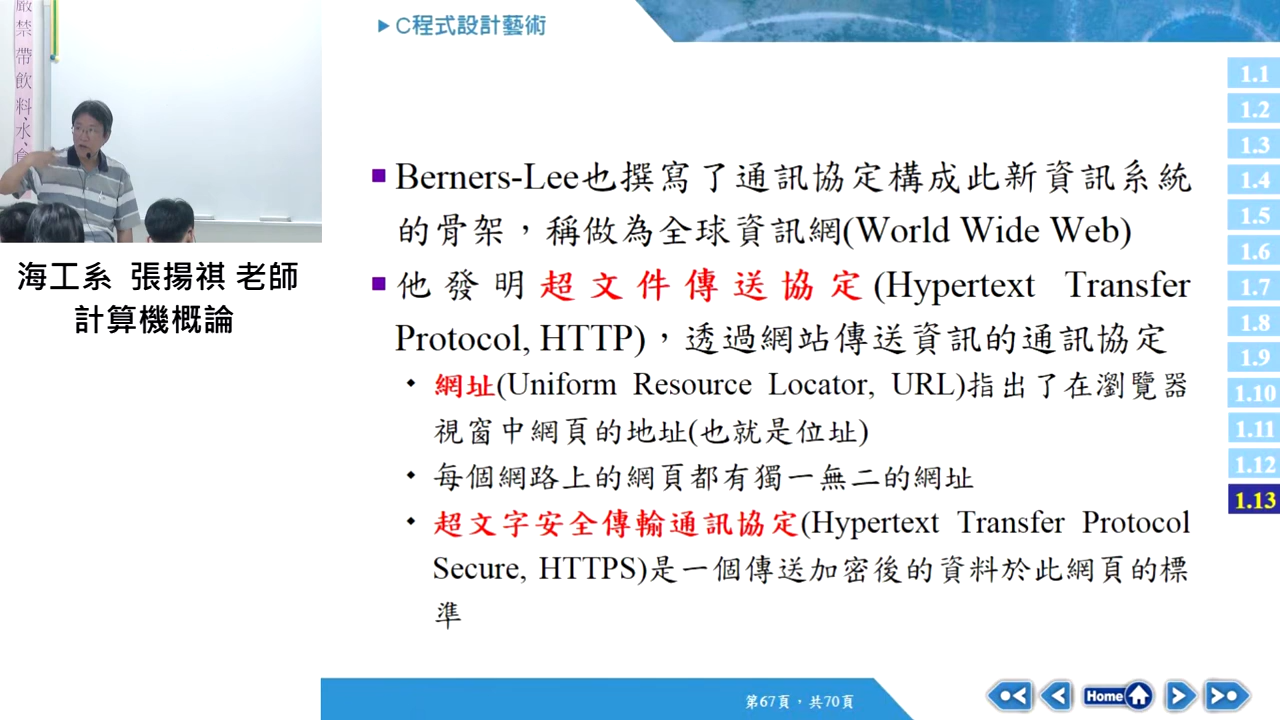 嚴禁帶飲料、水、食
海工系 張揚祺 老師
計算機概論
C程式設計藝術
Berners-Lee也撰寫了通訊協定構成此新資訊系統
的骨架，稱做為全球資訊網(World Wide Web)
他發明超文件傳送協定(Hypertext Transfer
Protocol, HTTP)，透過網站傳送資訊的通訊協定
網址(Uniform Resource Locator, URL)指出了在瀏覽器
視窗中網頁的地址(也就是位址)
每個網路上的網頁都有獨一無二的網址
超文字安全傳輸通訊協定(Hypertext Transfer Protocol
Secure, HTTPS)是一個傳送加密後的資料於此網頁的標
準
1.1
1.2
1.3
1.4
1.5
1.6
1.7
1.8
1.9
1.10
1.11
1.12
1.13
第67頁，共70頁
Home